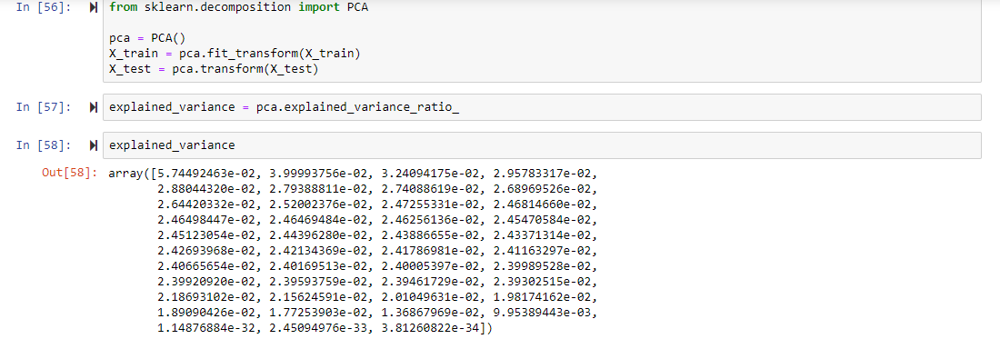 In [56]: from sklearn.decomposition import PCA
pca = PCA()
X_train = pca.fit_transform(X_train)
X_test = pca.transform(X_test)
In [57]: explained_variance = pca.explained_variance_ratio_
In [58]: explained_variance
Out[58]: array([5.74492463e-02, 3.99993756e-02, 3.24094175e-02, 2.95783317e-02,
2.88044320e-02, 2.79388811e-02, 2.74088619e-02, 2.68969526e-02,
2.64420332e-02, 2.52002376e-02, 2.47255331e-02, 2.46814660e-02,
2.46498447e-02, 2.46469484e-02, 2.46256136e-02, 2.45470584e-02,
2.45123054e-02, 2.44396280e-02, 2.43886655e-02, 2.43371314e-02,
2.42693968e-02, 2.42134369e-02, 2.41786981e-02, 2.41163297e-02,
2.40665654e-02, 2.40169513e-02, 2.40005397e-02, 2.39989528e-02,
2.39920920e-02, 2.39593759e-02, 2.39461729e-02, 2.39302515e-02,
2.18693102e-02, 2.15624591e-02, 2.01049631e-02, 1.98174162e-02,
1.89090426e-02, 1.77253903e-02, 1.36867969e-02, 9.95389443e-03,
1.14876884e-32, 2.45094976e-33, 3.81260822e-34])